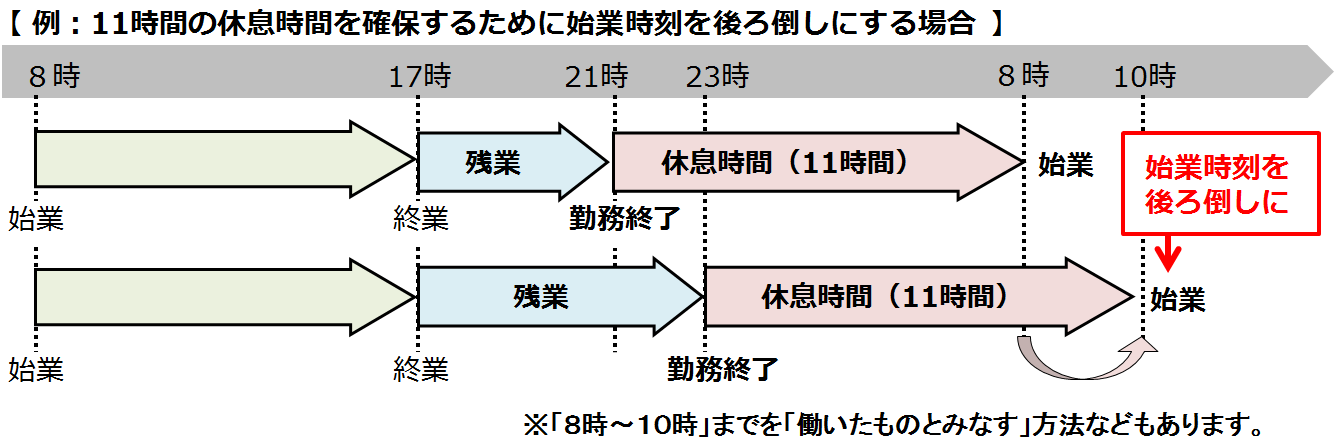 【 例：11時間の休息時間を確保するために始業時刻を後ろ倒しにする場合 】
８時 17時 21時 23時 ８時 10時
残業 休息時間（11時間） 始業
始業時刻を
後ろ倒しに
始業 終業 勤務終了
残業 休息時間（11時間） 始業
始業 終業 勤務終了
※「８時～１０時」までを「働いたものとみなす」方法などもあります。